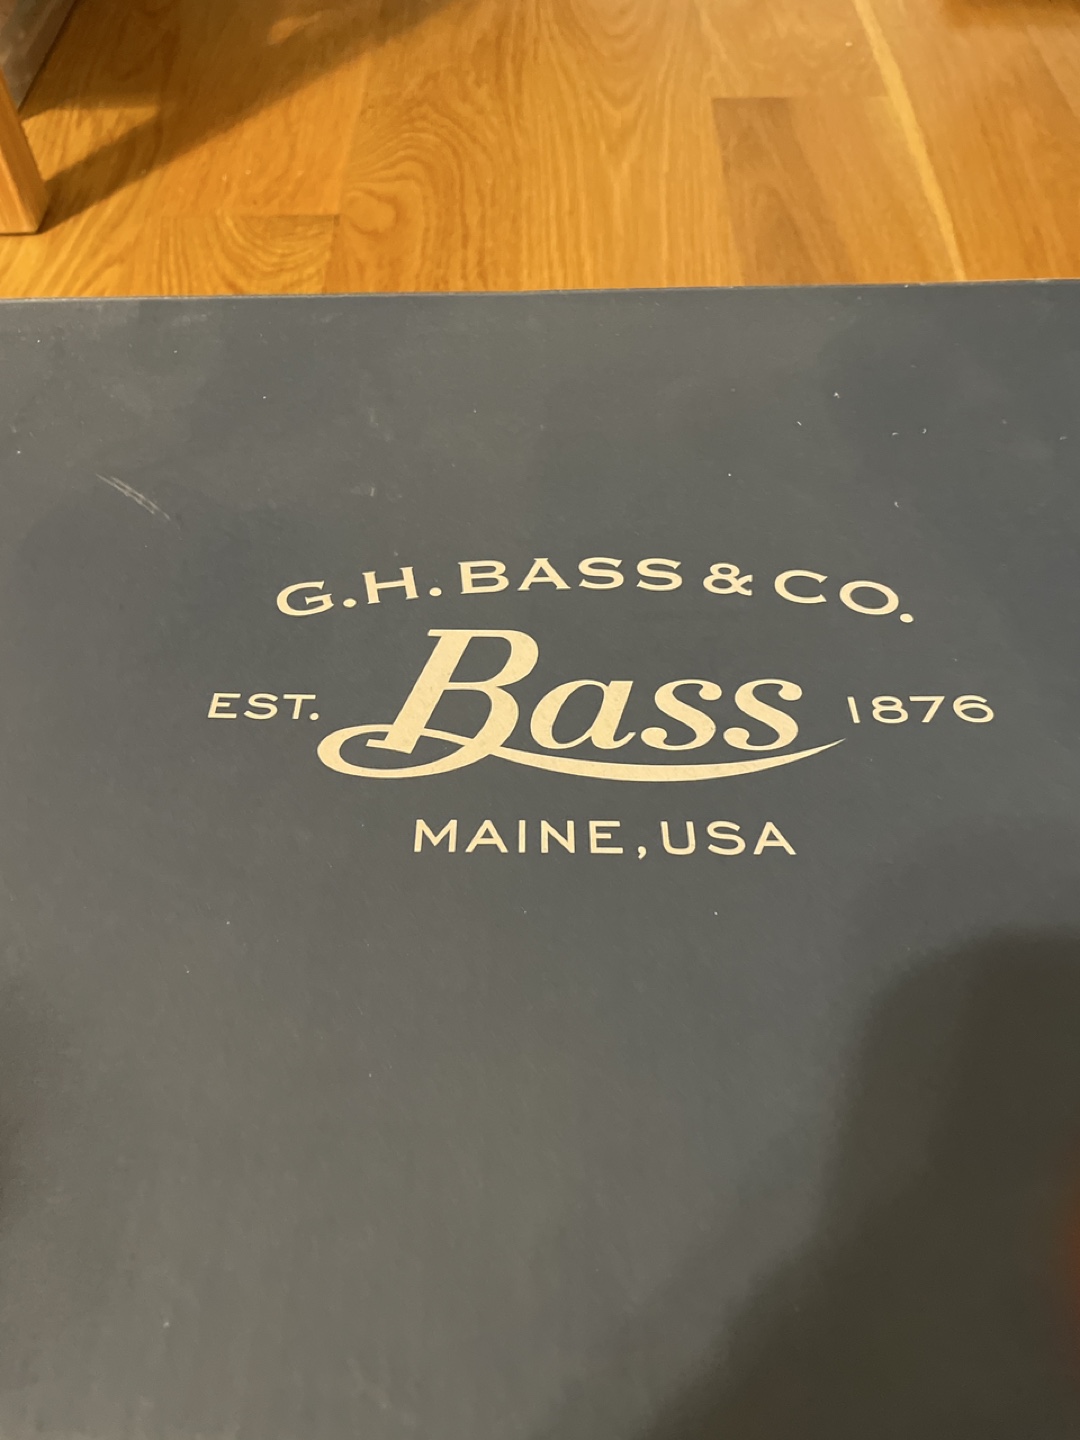 G.H. BASS & CO.
EST. Bass 1876
MAINE, USA